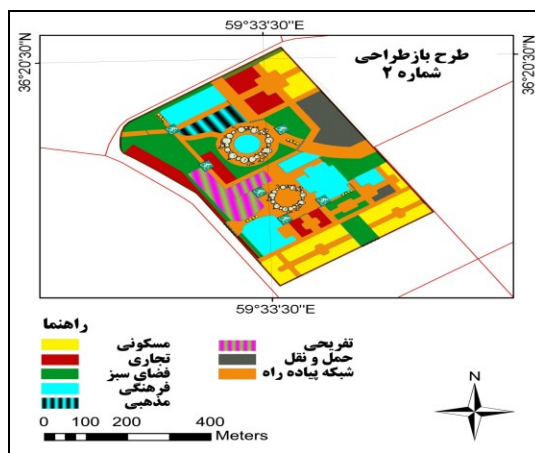 59°33'30"E
36°20'30"N
36°20'30"N
طرح بازطراحی
شماره ۲
59°33'30"E
راهنما
مسکونی
تجاری
فضای سبز
فرهنگی
مذهبی
تفریحی
حمل و نقل
شبکه پیاده راه
0 100 200 400
Meters
N